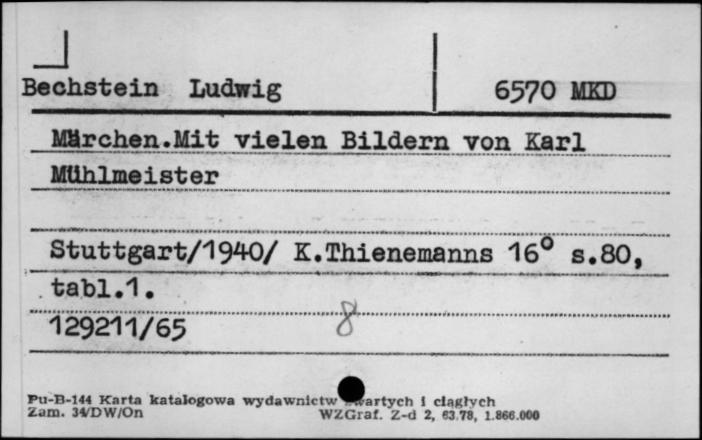 Bechstein Ludwig 6570 MKD
Märchen.Mit vielen Bildern von Karl
Mühlmeister
Stuttgart/1940/ K.Thienemanns 16° s.80,
tabl.1.
129211/65 8
Pu-B-144 Karta katalogowa wydawnictw zwartych i ciągłych
Zam. 34/DW/On WZGraf. Z-d 2, 63.78, 1.866.000